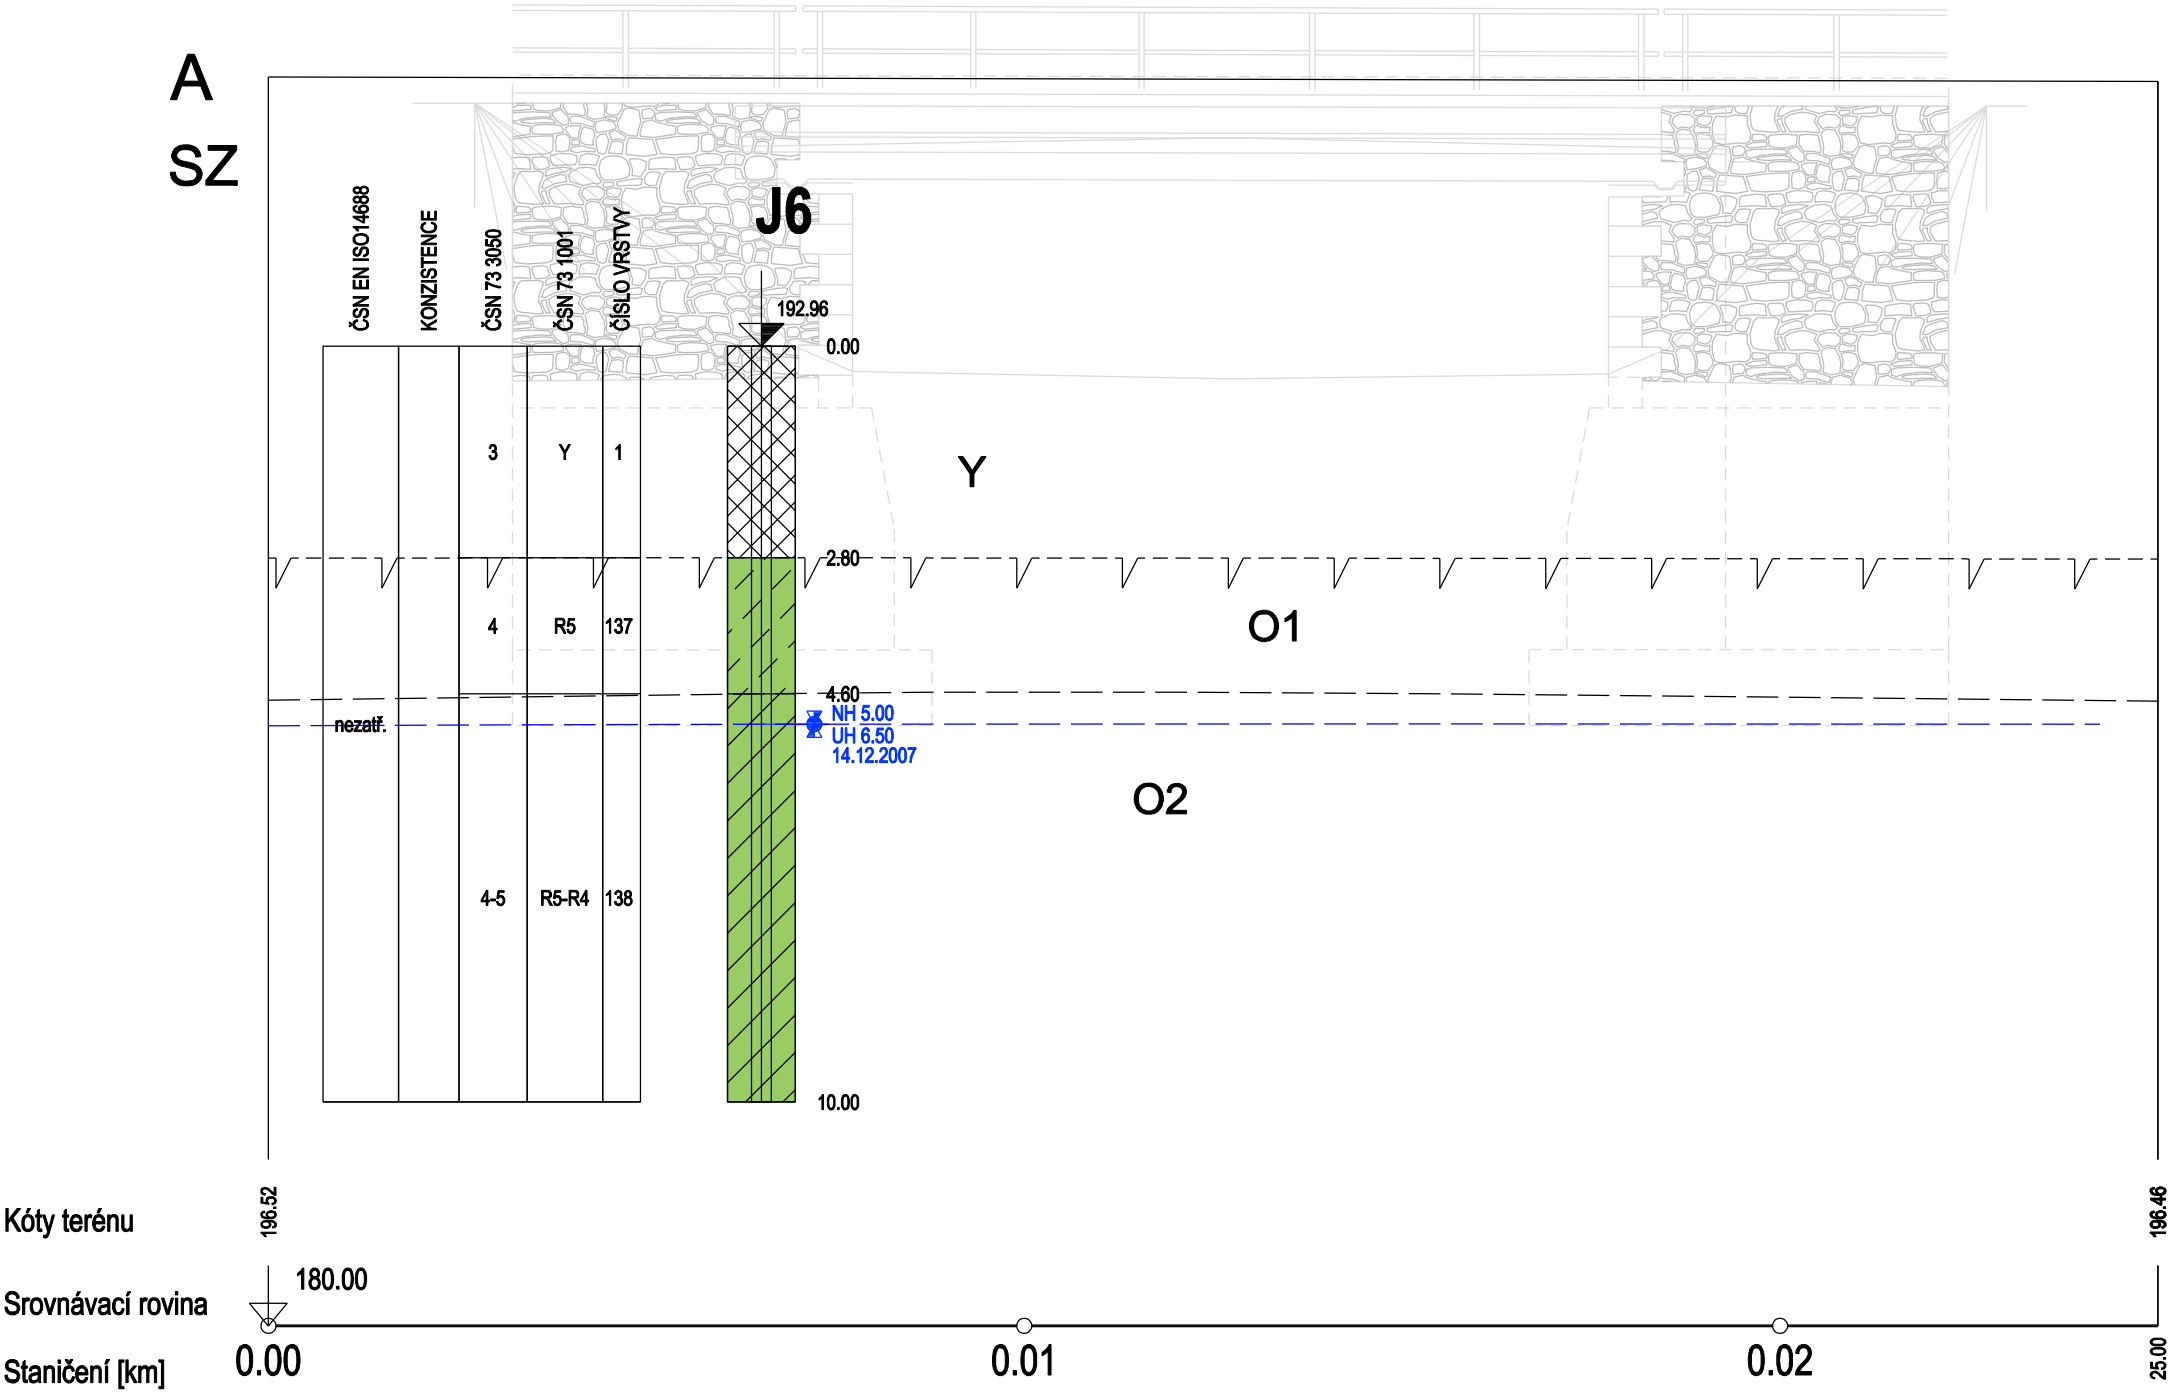 A
SZ
ČSN EN ISO14688
KONZISTENCE
ČSN 73 3050
ČSN 73 1001
ČÍSLO VRSTVY
J6
192.96
0.00
3
Y
1
Y
2.80
4
R5
137
O1
4.60
nezatř.
NH 5.00
UH 6.50
14.12.2007
O2
4-5
R5-R4
138
10.00
Kóty terénu
196.52
196.46
180.00
Srovnávací rovina
Staničení [km]
0.00
0.01
0.02
25.00